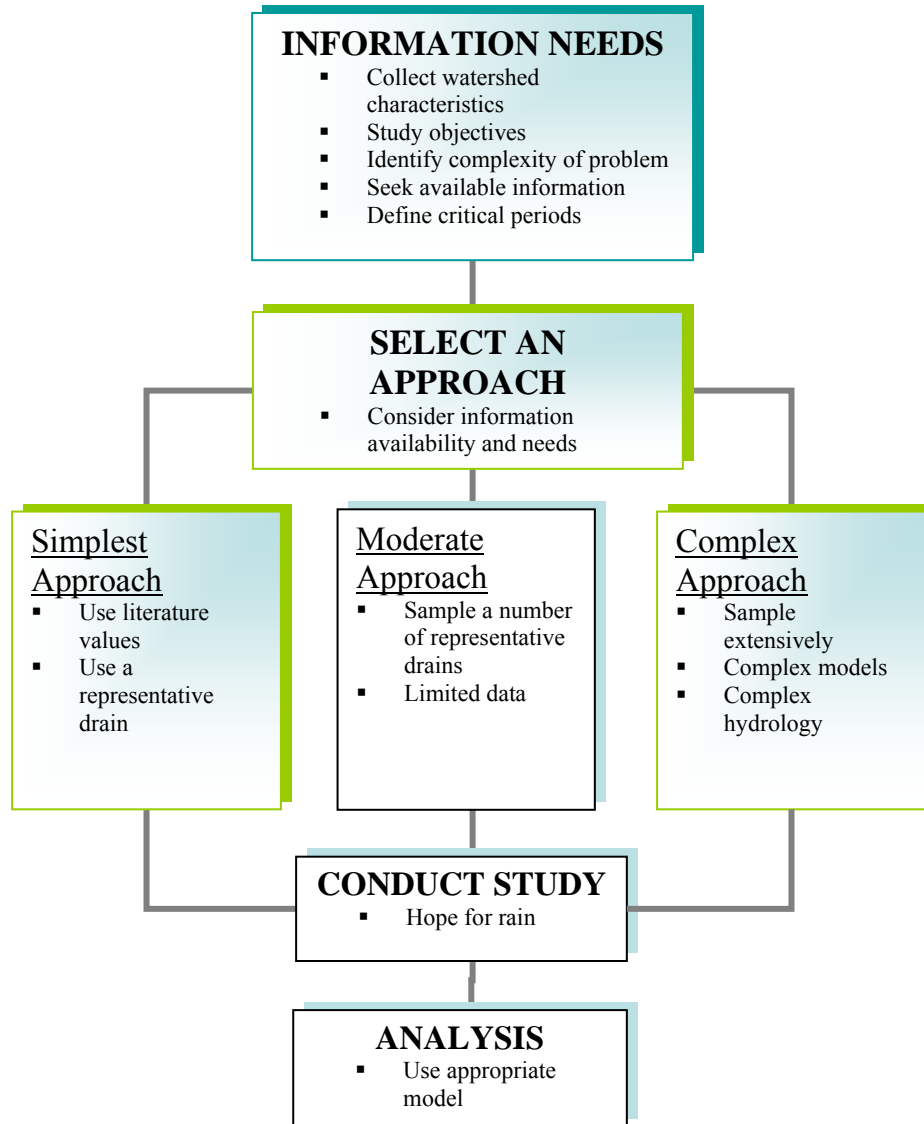 INFORMATION NEEDS
▪ Collect watershed
characteristics
▪ Study objectives
▪ Identify complexity of problem
▪ Seek available information
▪ Define critical periods
SELECT AN
APPROACH
▪ Consider information
availability and needs
Simplest
Approach
▪ Use literature
values
▪ Use a
representative
drain
Moderate
Approach
▪ Sample a number
of representative
drains
▪ Limited data
Complex
Approach
▪ Sample
extensively
▪ Complex models
▪ Complex
hydrology
CONDUCT STUDY
▪ Hope for rain
ANALYSIS
▪ Use appropriate
model